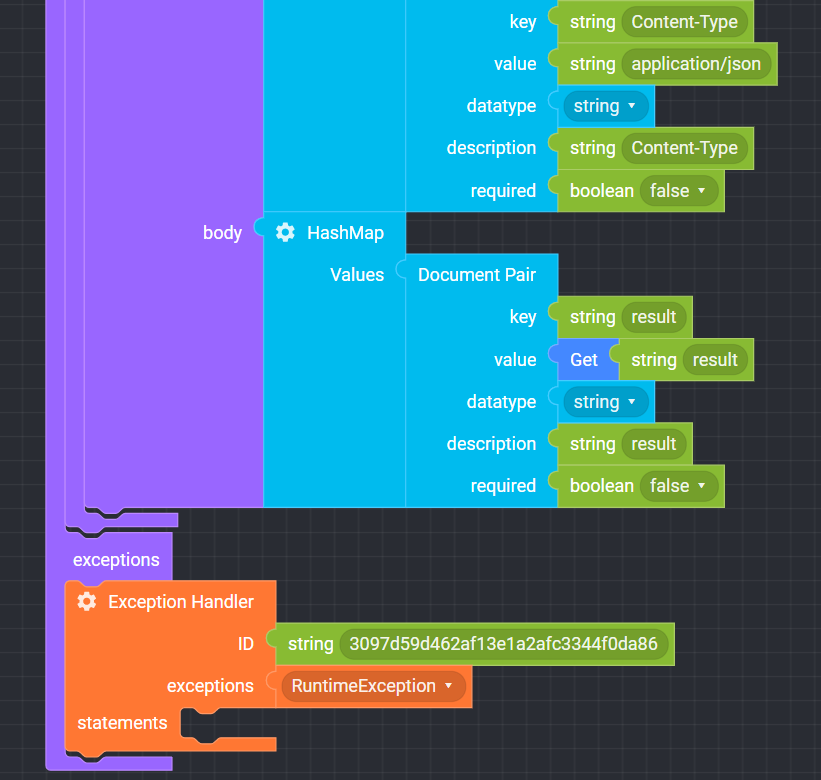 key string Content-Type
value string application/json
datatype string
description string Content-Type
required boolean false
body HashMap
Values Document Pair
key string result
value Get string result
datatype string
description string result
required boolean false
exceptions
Exception Handler
ID string 3097d59d462af13e1a2afc3344f0da86
exceptions RuntimeException
statements